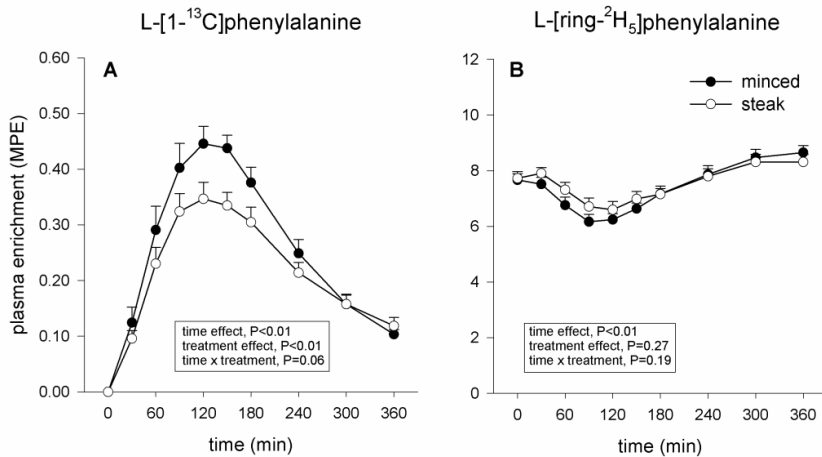 L-[1-¹³C]phenylalanine
A
plasma enrichment (MPE)
0.60
0.50
0.40
0.30
0.20
0.10
0.00
time effect, P<0.01
treatment effect, P<0.01
time x treatment, P=0.06
0 60 120 180 240 300 360
time (min)
L-[ring-²H₅]phenylalanine
B
minced
steak
12
10
8
6
4
2
0
time effect, P<0.01
treatment effect, P=0.27
time x treatment, P=0.19
0 60 120 180 240 300 360
time (min)